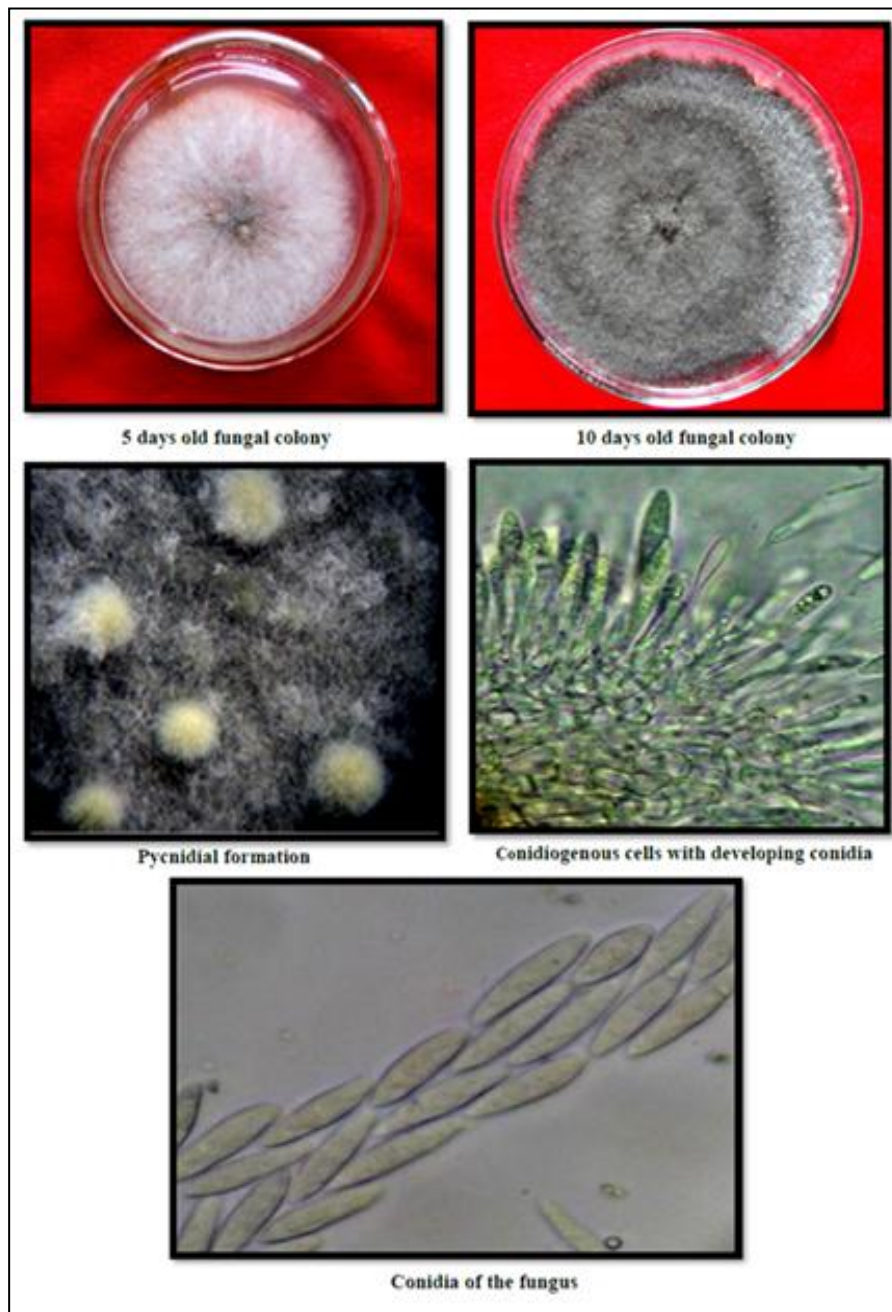 5 days old fungal colony
10 days old fungal colony
Pycnidial formation
Conidiogenous cells with developing conidia
Conidia of the fungus